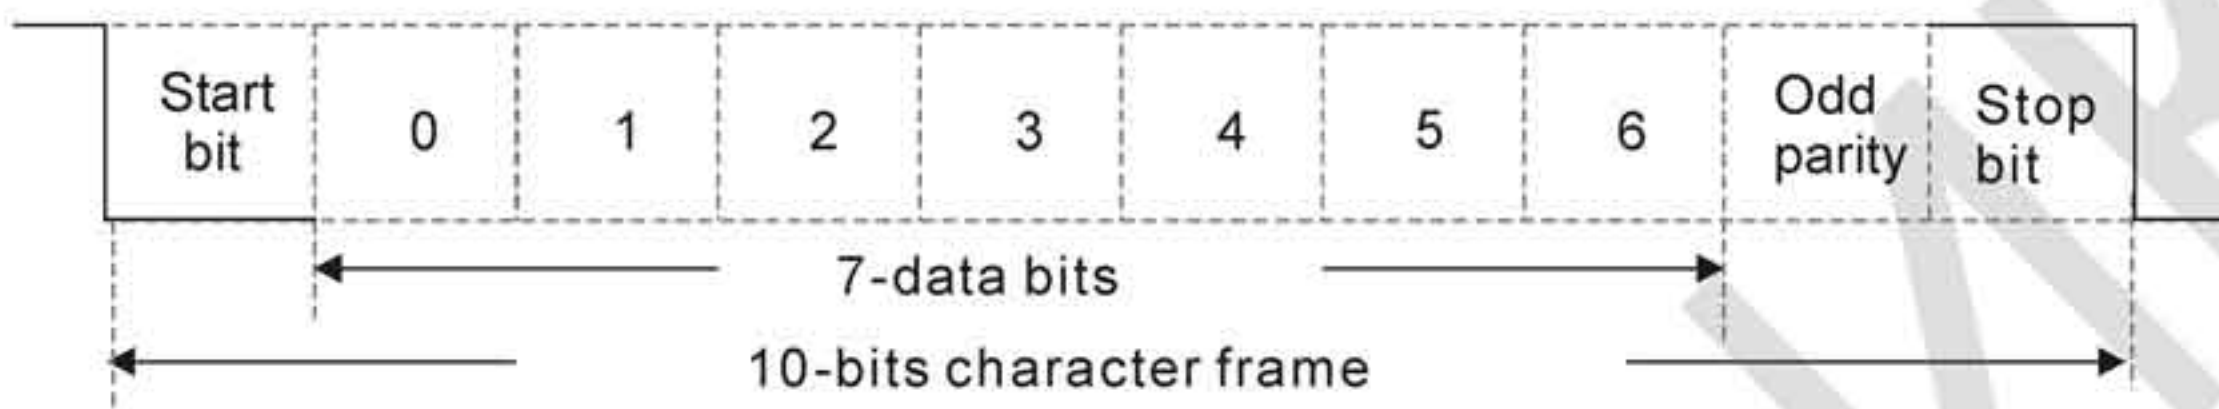 Start
bit
0 1 2 3 4 5 6
Odd
parity
Stop
bit
7-data bits
10-bits character frame